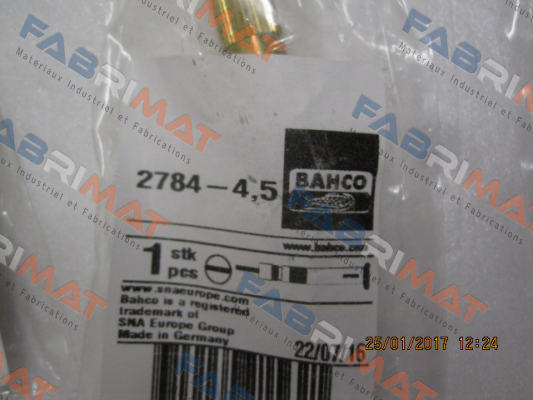 FABRIMAT
Materiaux Industriel et Fabrications
2784-4,5
BAHCO
www.bahco.com
1 stk
pcs
www.snaeurope.com
Bahco is a registered
trademark of
SNA Europe Group
Made in Germany
22/07/16
25/01/2017 12:24